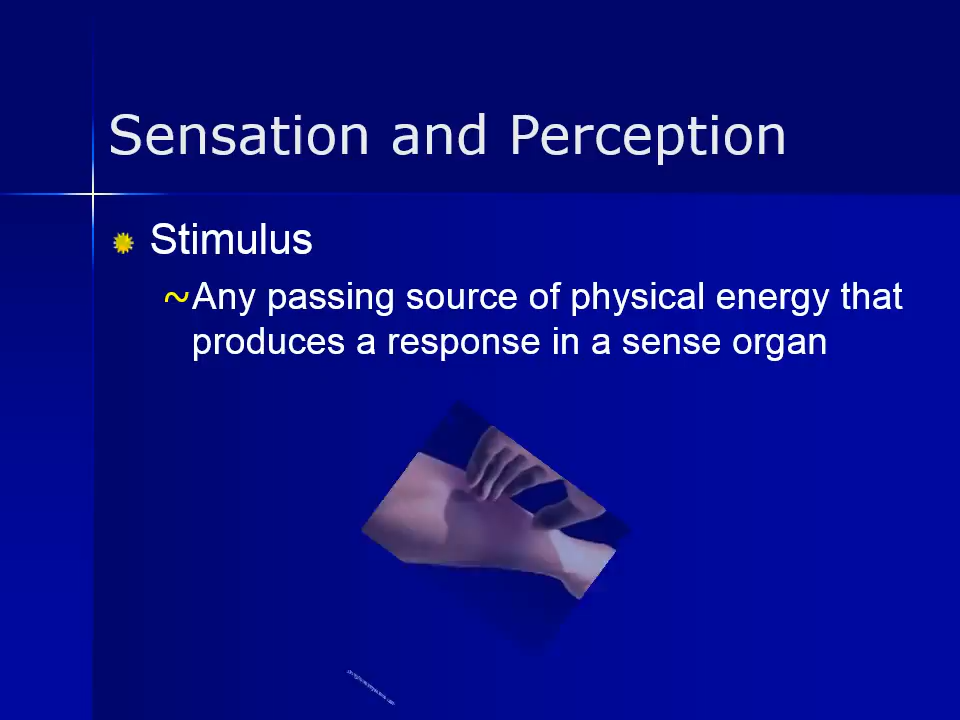 Sensation and Perception
Stimulus
~Any passing source of physical energy that
produces a response in a sense organ